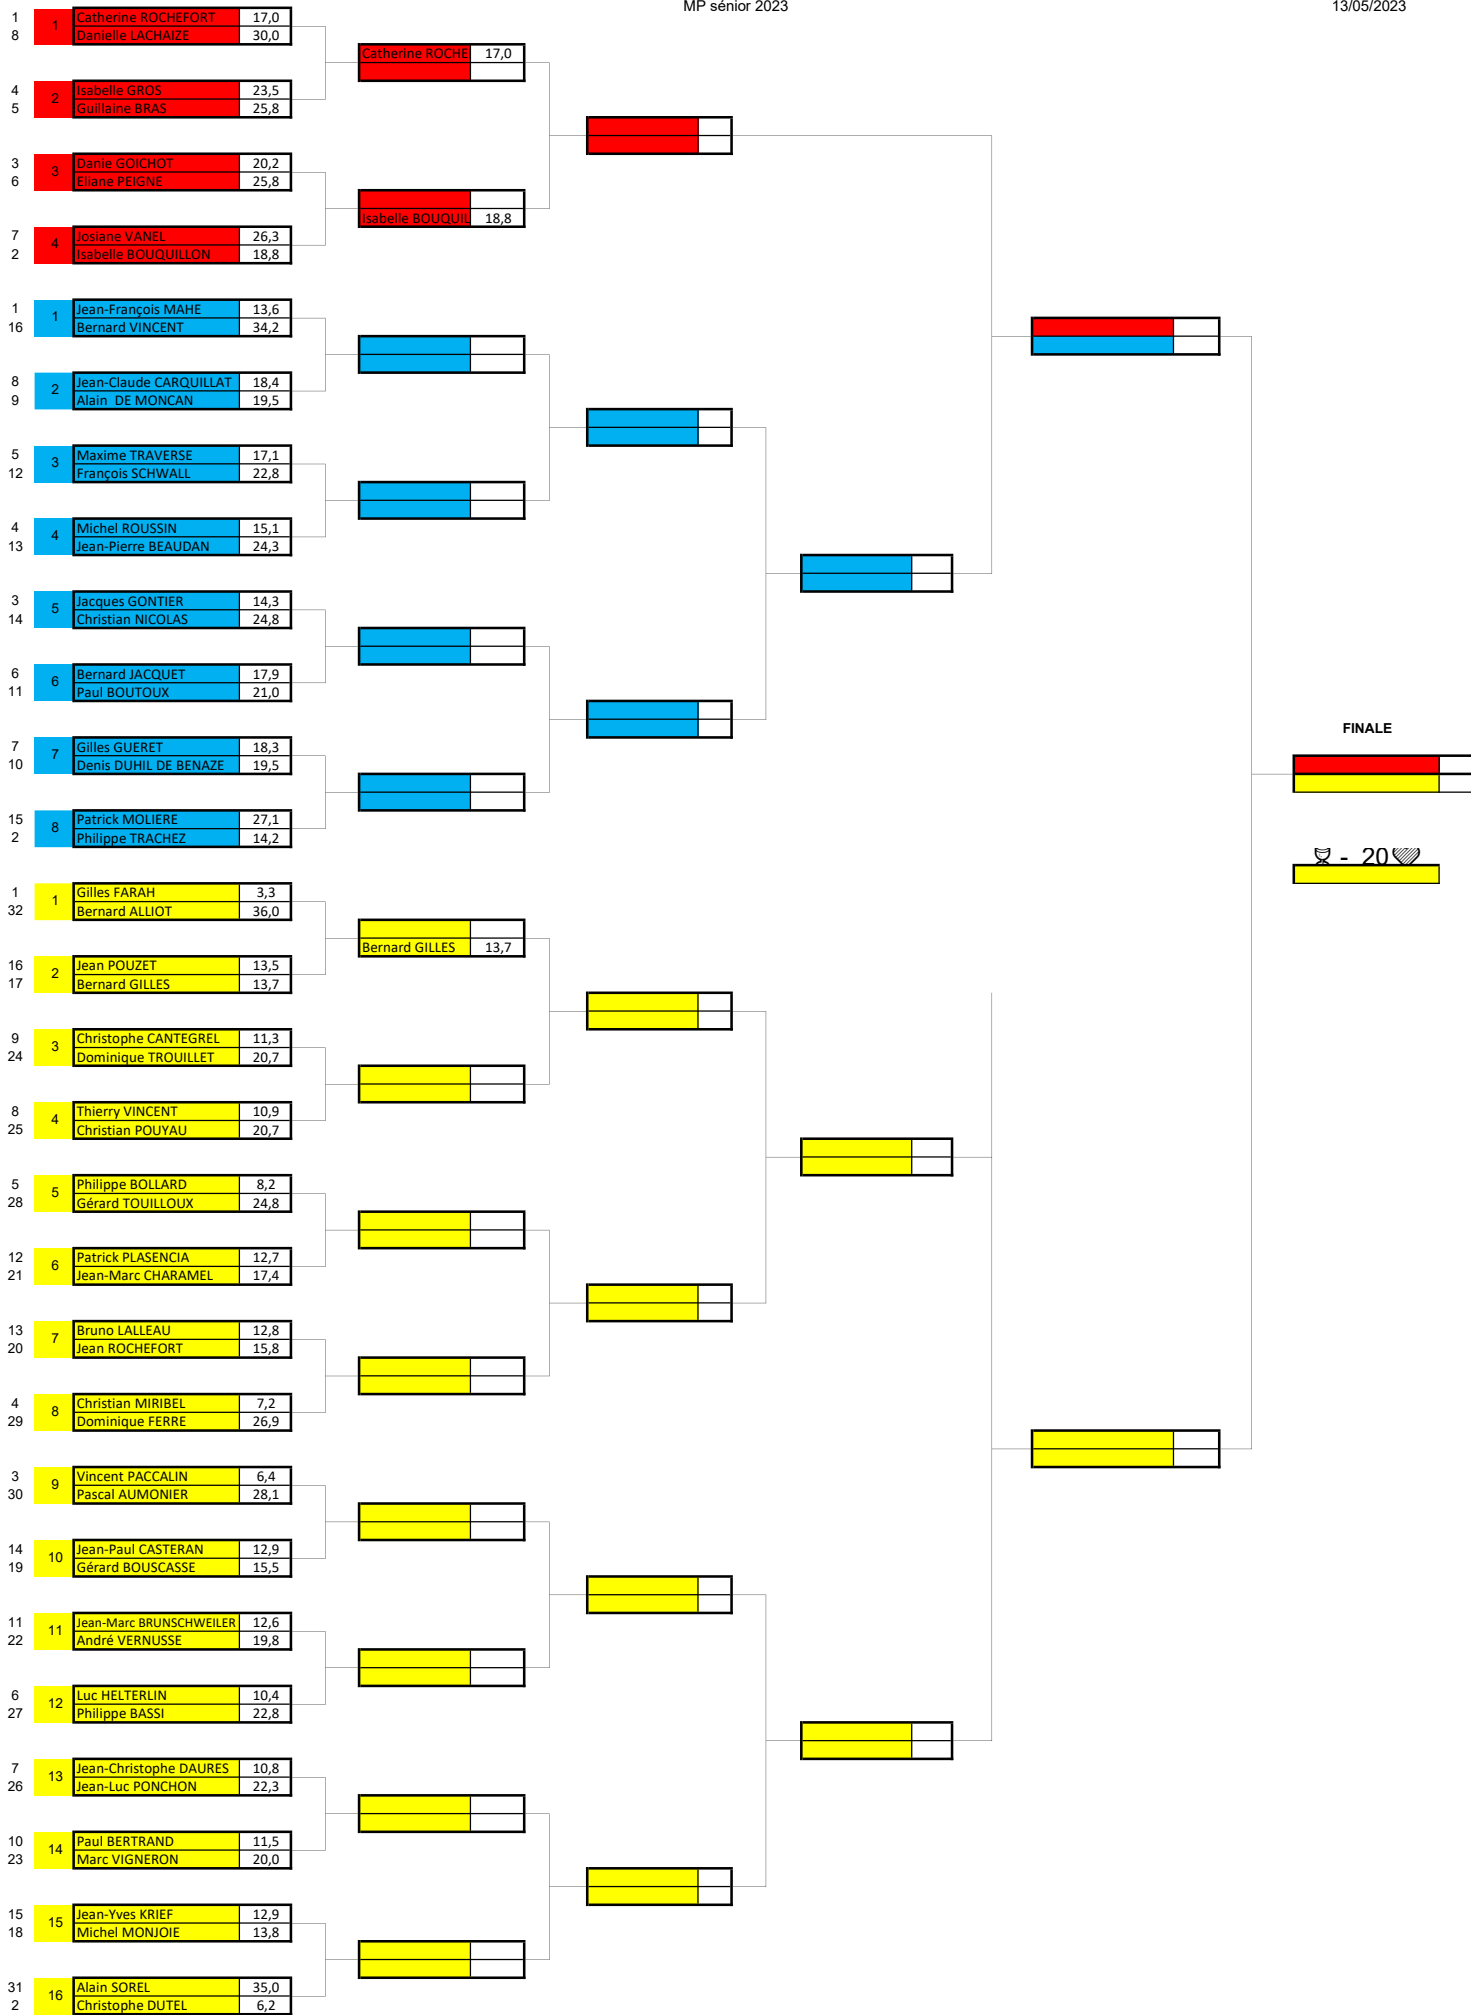 MP sénior 2023 13/05/2023
1 1 Catherine ROCHEFORT 17,0
8 Danielle LACHAIZE 30,0
Catherine ROCHE 17,0
4 2 Isabelle GROS 23,5
5 Guillaine BRAS 25,8
3 3 Danie GOICHOT 20,2
6 Eliane PEIGNE 25,8
Isabelle BOUQUIL 18,8
7 4 Josiane VANEL 26,3
2 Isabelle BOUQUILLON 18,8
1 1 Jean-François MAHE 13,6
16 Bernard VINCENT 34,2
8 2 Jean-Claude CARQUILLAT 18,4
9 Alain DE MONCAN 19,5
5 3 Maxime TRAVERSE 17,1
12 François SCHWALL 22,8
4 4 Michel ROUSSIN 15,1
13 Jean-Pierre BEAUDAN 24,3
3 5 Jacques GONTIER 14,3
14 Christian NICOLAS 24,8
6 6 Bernard JACQUET 17,9
11 Paul BOUTOUX 21,0
FINALE
7 7 Gilles GUERET 18,3
10 Denis DUHIL DE BENAZE 19,5
15 8 Patrick MOLIERE 27,1
2 Philippe TRACHEZ 14,2
- 20
1 1 Gilles FARAH 3,3
32 Bernard ALLIOT 36,0
Bernard GILLES 13,7
16 2 Jean POUZET 13,5
17 Bernard GILLES 13,7
9 3 Christophe CANTEGREL 11,3
24 Dominique TROUILLET 20,7
8 4 Thierry VINCENT 10,9
25 Christian POUYAU 20,7
5 5 Philippe BOLLARD 8,2
28 Gérard TOUILLOUX 24,8
12 6 Patrick PLASENCIA 12,7
21 Jean-Marc CHARAMEL 17,4
13 7 Bruno LALLEAU 12,8
20 Jean ROCHEFORT 15,8
4 8 Christian MIRIBEL 7,2
29 Dominique FERRE 26,9
3 9 Vincent PACCALIN 6,4
30 Pascal AUMONIER 28,1
14 10 Jean-Paul CASTERAN 12,9
19 Gérard BOUSCASSE 15,5
11 11 Jean-Marc BRUNSCHWEILER 12,6
22 André VERNUSSE 19,8
6 12 Luc HELTERLIN 10,4
27 Philippe BASSI 22,8
7 13 Jean-Christophe DAURES 10,8
26 Jean-Luc PONCHON 22,3
10 14 Paul BERTRAND 11,5
23 Marc VIGNERON 20,0
15 15 Jean-Yves KRIEF 12,9
18 Michel MONJOIE 13,8
31 16 Alain SOREL 35,0
2 Christophe DUTEL 6,2